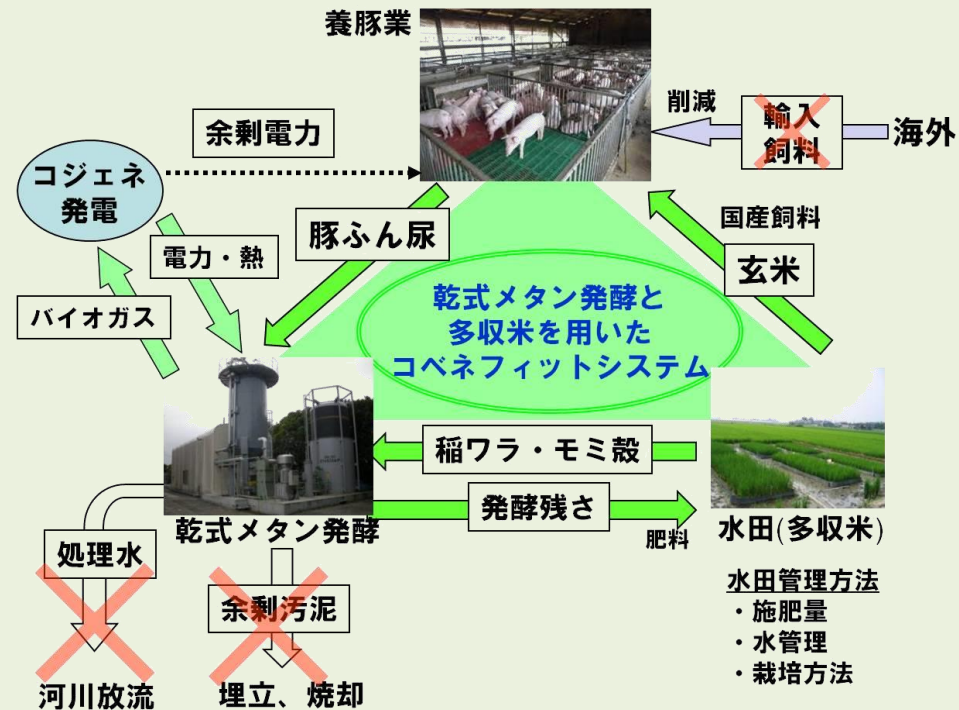 養豚業
削減
輸入
飼料
海外
余剰電力
コジェネ
発電
豚ふん尿
国産飼料
玄米
電力・熱
バイオガス
乾式メタン発酵と
多収米を用いた
コベネフィットシステム
稲ワラ・モミ殻
発酵残さ
肥料
乾式メタン発酵
水田(多収米)
処理水
余剰汚泥
水田管理方法
・施肥量
・水管理
・栽培方法
河川放流
埋立、焼却